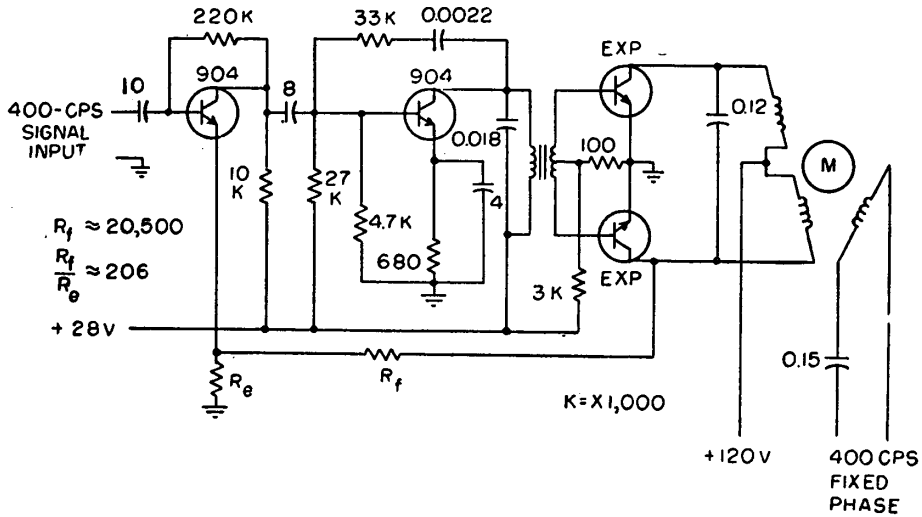 220K
33K
0.0022
EXP
10
904
8
904
0.12
400-CPS
SIGNAL
INPUT
0.018
100
M
10
K
27
K
4.7K
4
680
EXP
3K
Rf ≈ 20,500
Rf
Re
≈ 206
+ 28V
Re
Rf
0.15
K=X1,000
+120V
400 CPS
FIXED
PHASE